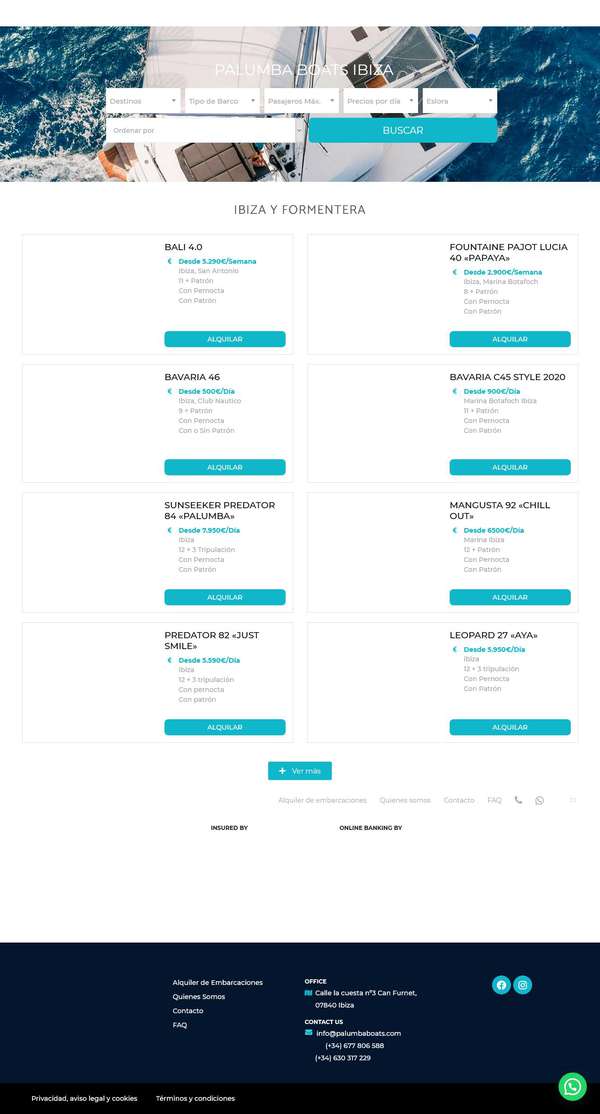 PALUMBA BOATS IBIZA
Destinos
Tipo de Barco
Pasajeros Máx.
Precios por día
Eslora
Ordenar por
BUSCAR
IBIZA Y FORMENTERA
BALI 4.0
€ Desde 5.290€/Semana
Ibiza, San Antonio
11 + Patrón
Con Pernocta
Con Patrón
ALQUILAR
FOUNTAINE PAJOT LUCIA
40 «PAPAYA»
€ Desde 2.900€/Semana
Ibiza, Marina Botafoch
8 + Patrón
Con Pernocta
Con Patrón
ALQUILAR
BAVARIA 46
€ Desde 500€/Día
Ibiza, Club Nautico
9 + Patrón
Con Pernocta
Con o Sin Patrón
ALQUILAR
BAVARIA C45 STYLE 2020
€ Desde 900€/Dia
Marina Botafoch Ibiza
11 + Patrón
Con Pernocta
Con Patrón
ALQUILAR
SUNSEEKER PREDATOR
84 «PALUMBA»
€ Desde 7.950€/Día
Ibiza
12 + 3 Tripulación
Con Pernocta
Con Patrón
ALQUILAR
MANGUSTA 92 «CHILL
OUT»
€ Desde 6500€/Día
Marina Ibiza
12 + Patrón
Con Pernocta
Con Patrón
ALQUILAR
PREDATOR 82 «JUST
SMILE»
€ Desde 5.590€/Día
Ibiza
12 + 3 tripulación
Con pernocta
Con patrón
ALQUILAR
LEOPARD 27 «AYA»
€ Desde 5.950€/Día
Ibiza
12 + 3 tripulación
Con Pernocta
Con Patrón
ALQUILAR
+ Ver más
Alquiler de embarcaciones
Quienes somos
Contacto
FAQ
INSURED BY
ONLINE BANKING BY
Alquiler de Embarcaciones
Quienes Somos
Contacto
FAQ
OFFICE
Calle la cuesta nº3 Can Furnet,
07840 Ibiza
CONTACT US
info@palumbaboats.com
(+34) 677 806 588
(+34) 630 317 229
Privacidad, aviso legal y cookies
Términos y condiciones